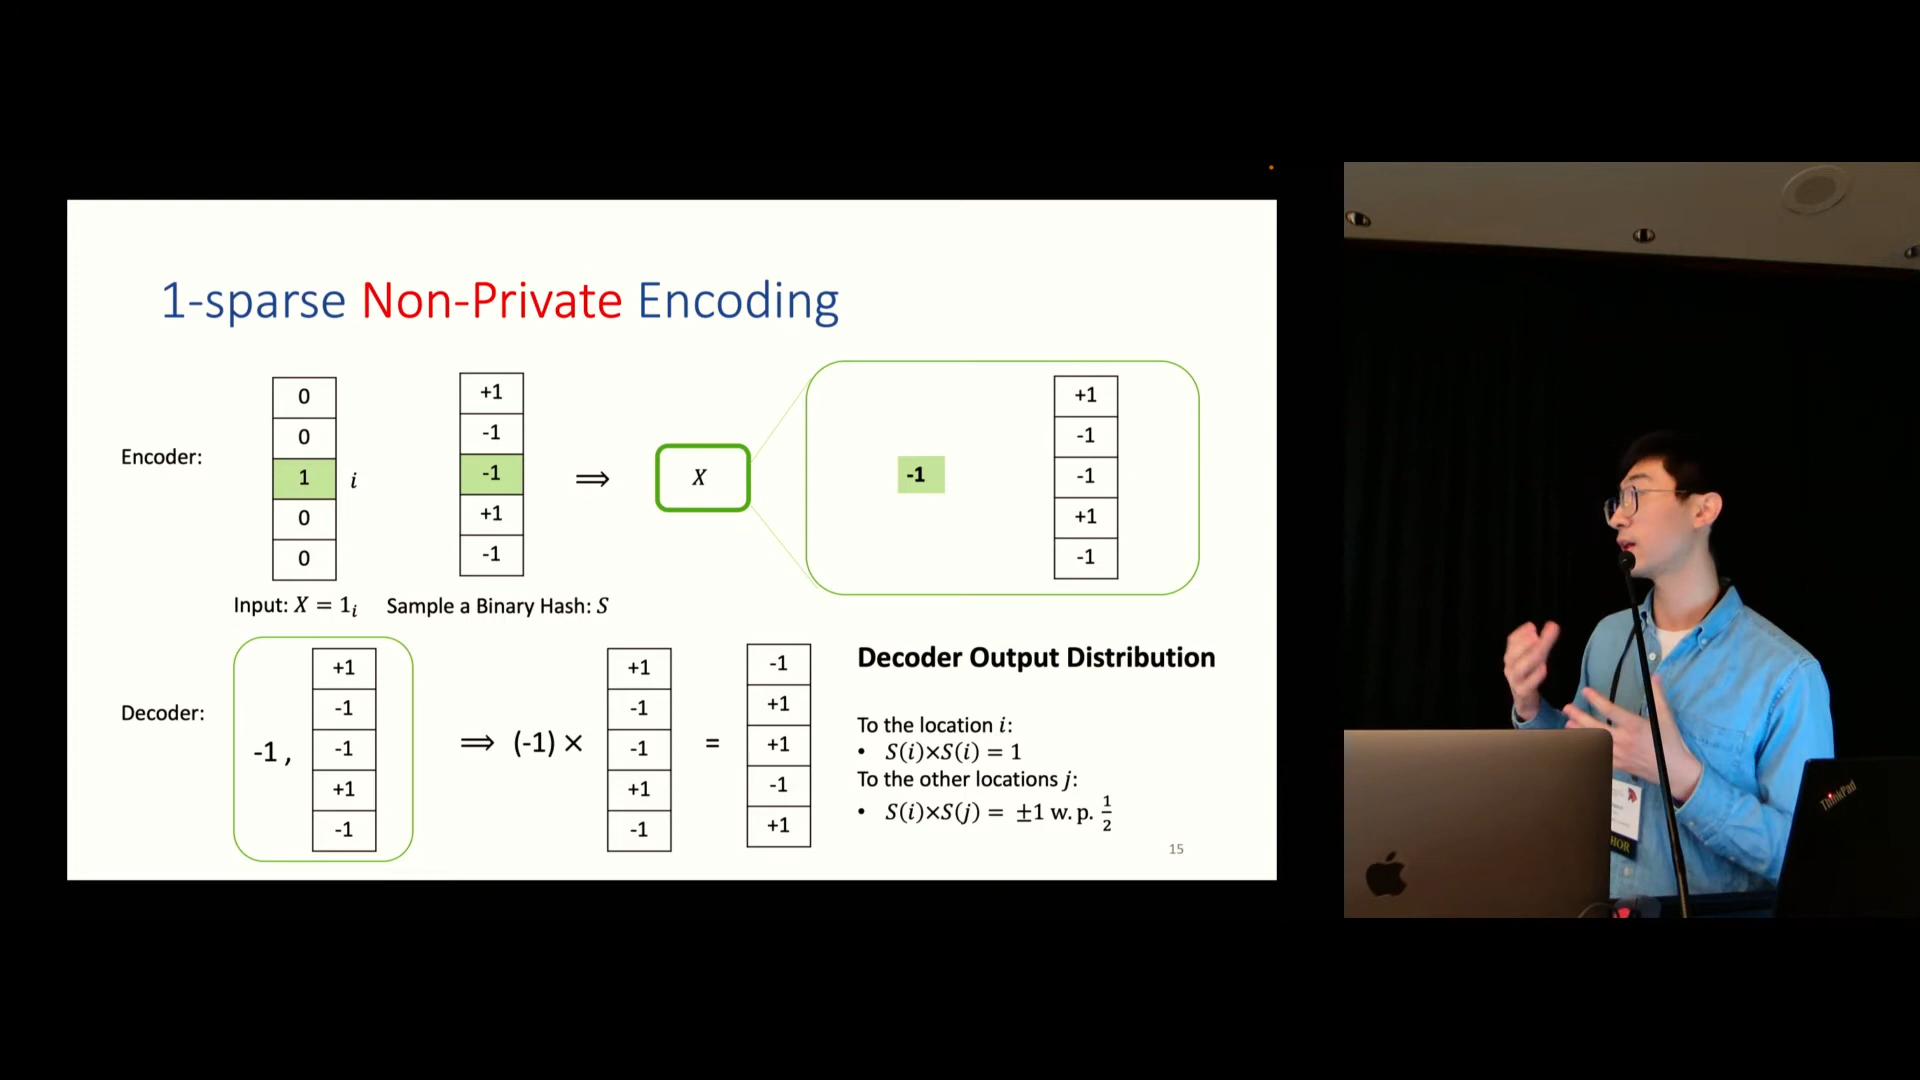 1-sparse Non-Private Encoding
Encoder:
0
0
1
0
0
i
+1
-1
-1
+1
-1
⟹
X
-1
+1
-1
-1
+1
-1
Input: X = 1ᵢ
Sample a Binary Hash: S
Decoder:
-1 ,
+1
-1
-1
+1
-1
⟹ (-1) ×
+1
-1
-1
+1
-1
=
-1
+1
+1
-1
+1
Decoder Output Distribution
To the location i:
• S(i)×S(i) = 1
To the other locations j:
• S(i)×S(j) = ±1 w. p. 1/2
15
ThinkPad